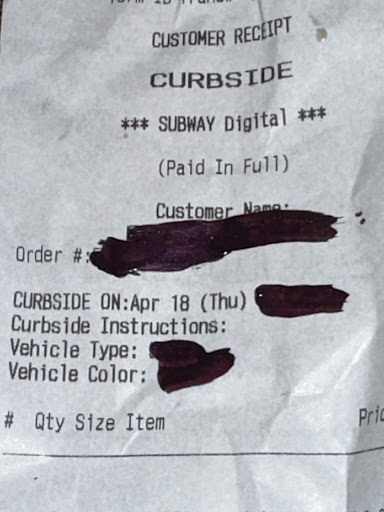 CUSTOMER RECEIPT
CURBSIDE
*** SUBWAY Digital ***
(Paid In Full)
Customer Name:
Order #:
CURBSIDE ON:Apr 18 (Thu)
Curbside Instructions:
Vehicle Type:
Vehicle Color:
# Qty Size Item